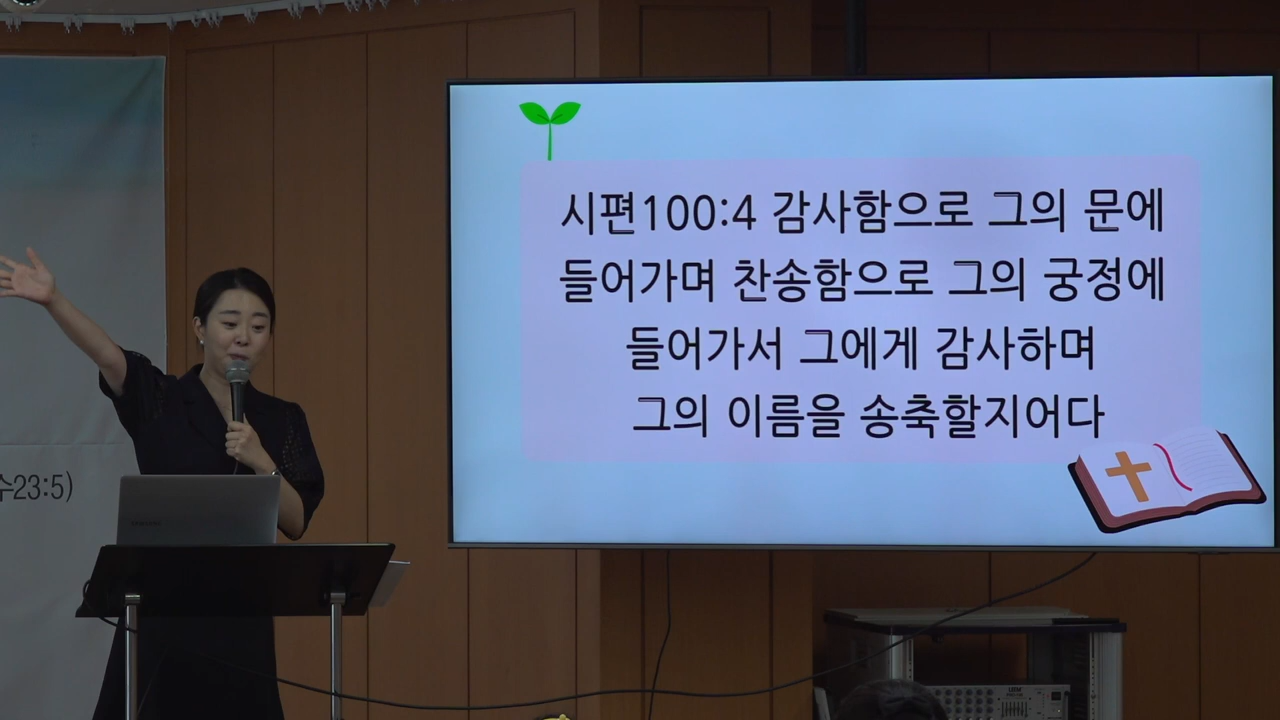 시편100:4 감사함으로 그의 문에
들어가며 찬송함으로 그의 궁정에
들어가서 그에게 감사하며
그의 이름을 송축할지어다
수23:5)